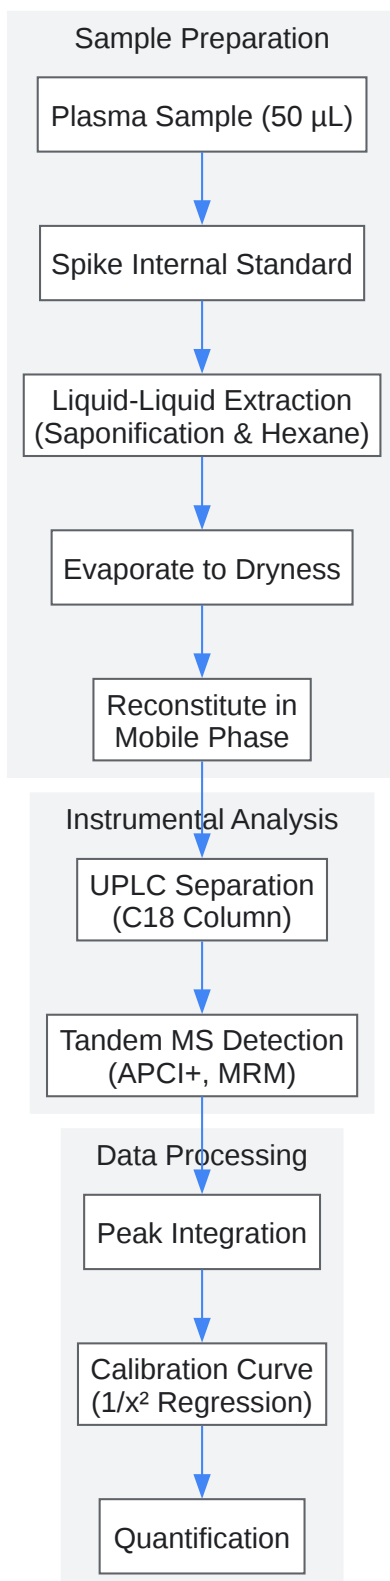 Sample Preparation
Plasma Sample (50 µL)
Spike Internal Standard
Liquid-Liquid Extraction
(Saponification & Hexane)
Evaporate to Dryness
Reconstitute in
Mobile Phase
Instrumental Analysis
UPLC Separation
(C18 Column)
Tandem MS Detection
(APCI+, MRM)
Data Processing
Peak Integration
Calibration Curve
(1/x² Regression)
Quantification